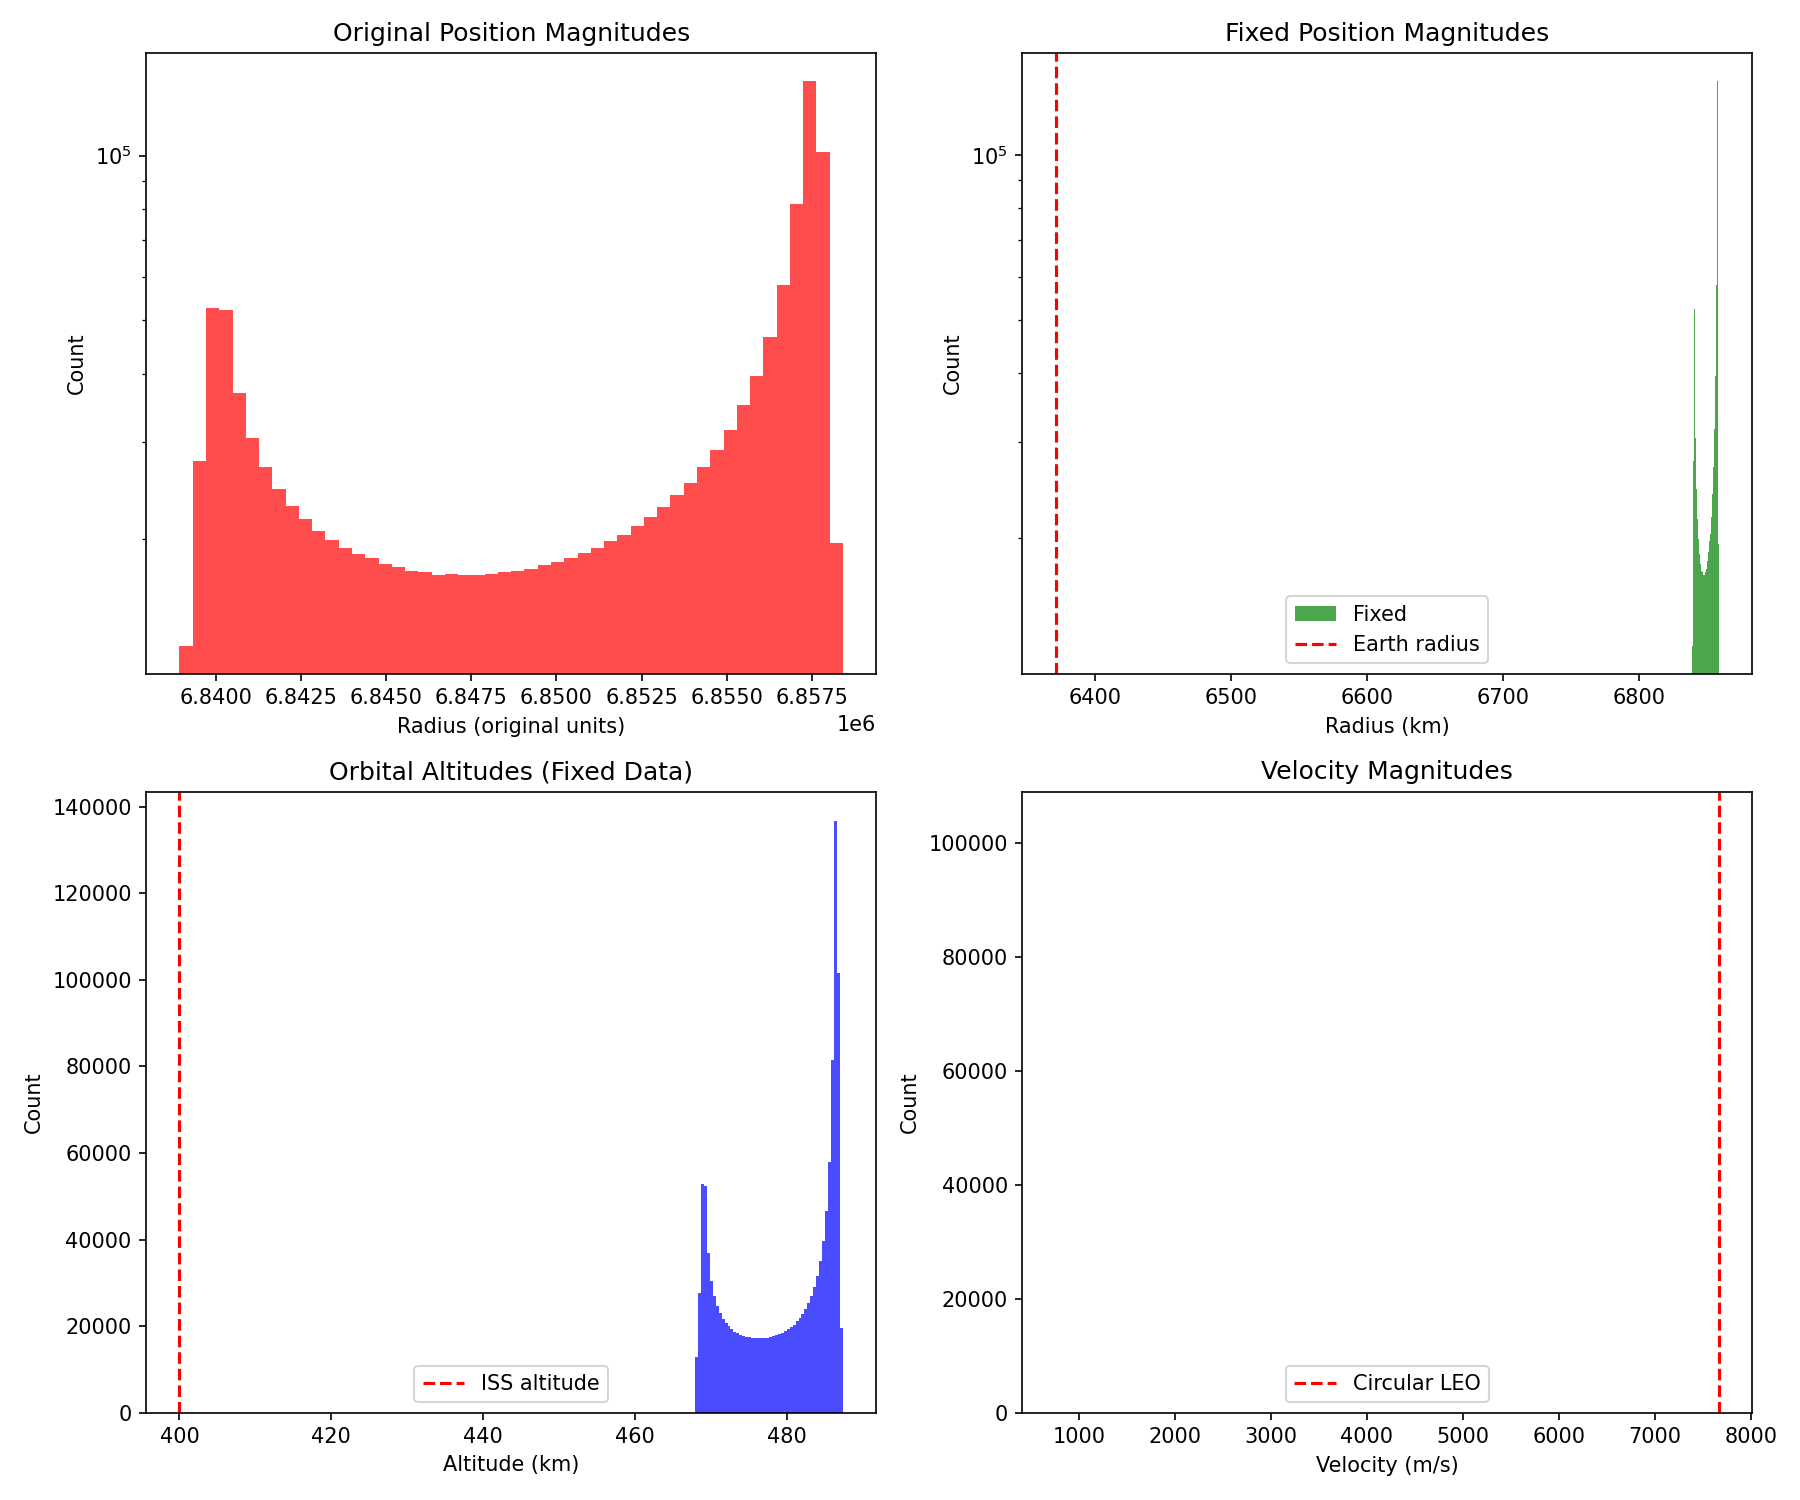 Original Position Magnitudes
Count
10⁵
6.8400 6.8425 6.8450 6.8475 6.8500 6.8525 6.8550 6.8575
1e6
Radius (original units)
Fixed Position Magnitudes
Count
10⁵
Fixed
Earth radius
6400 6500 6600 6700 6800
Radius (km)
Orbital Altitudes (Fixed Data)
Count
140000
120000
100000
80000
60000
40000
20000
0
ISS altitude
400 420 440 460 480
Altitude (km)
Velocity Magnitudes
Count
100000
80000
60000
40000
20000
0
Circular LEO
1000 2000 3000 4000 5000 6000 7000 8000
Velocity (m/s)